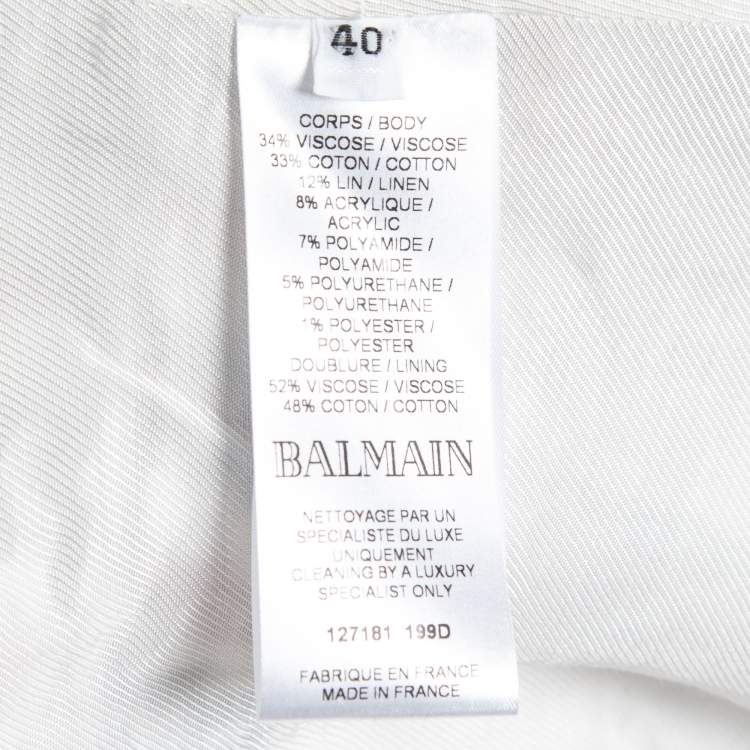 40
CORPS / BODY
34% VISCOSE / VISCOSE
33% COTON / COTTON
12% LIN / LINEN
8% ACRYLIQUE /
ACRYLIC
7% POLYAMIDE /
POLYAMIDE
5% POLYURETHANE /
POLYURETHANE
1% POLYESTER /
POLYESTER
DOUBLURE / LINING
52% VISCOSE / VISCOSE
48% COTON / COTTON
BALMAIN
NETTOYAGE PAR UN
SPECIALISTE DU LUXE
UNIQUEMENT
CLEANING BY A LUXURY
SPECIALIST ONLY
127181 199D
FABRIQUE EN FRANCE
MADE IN FRANCE